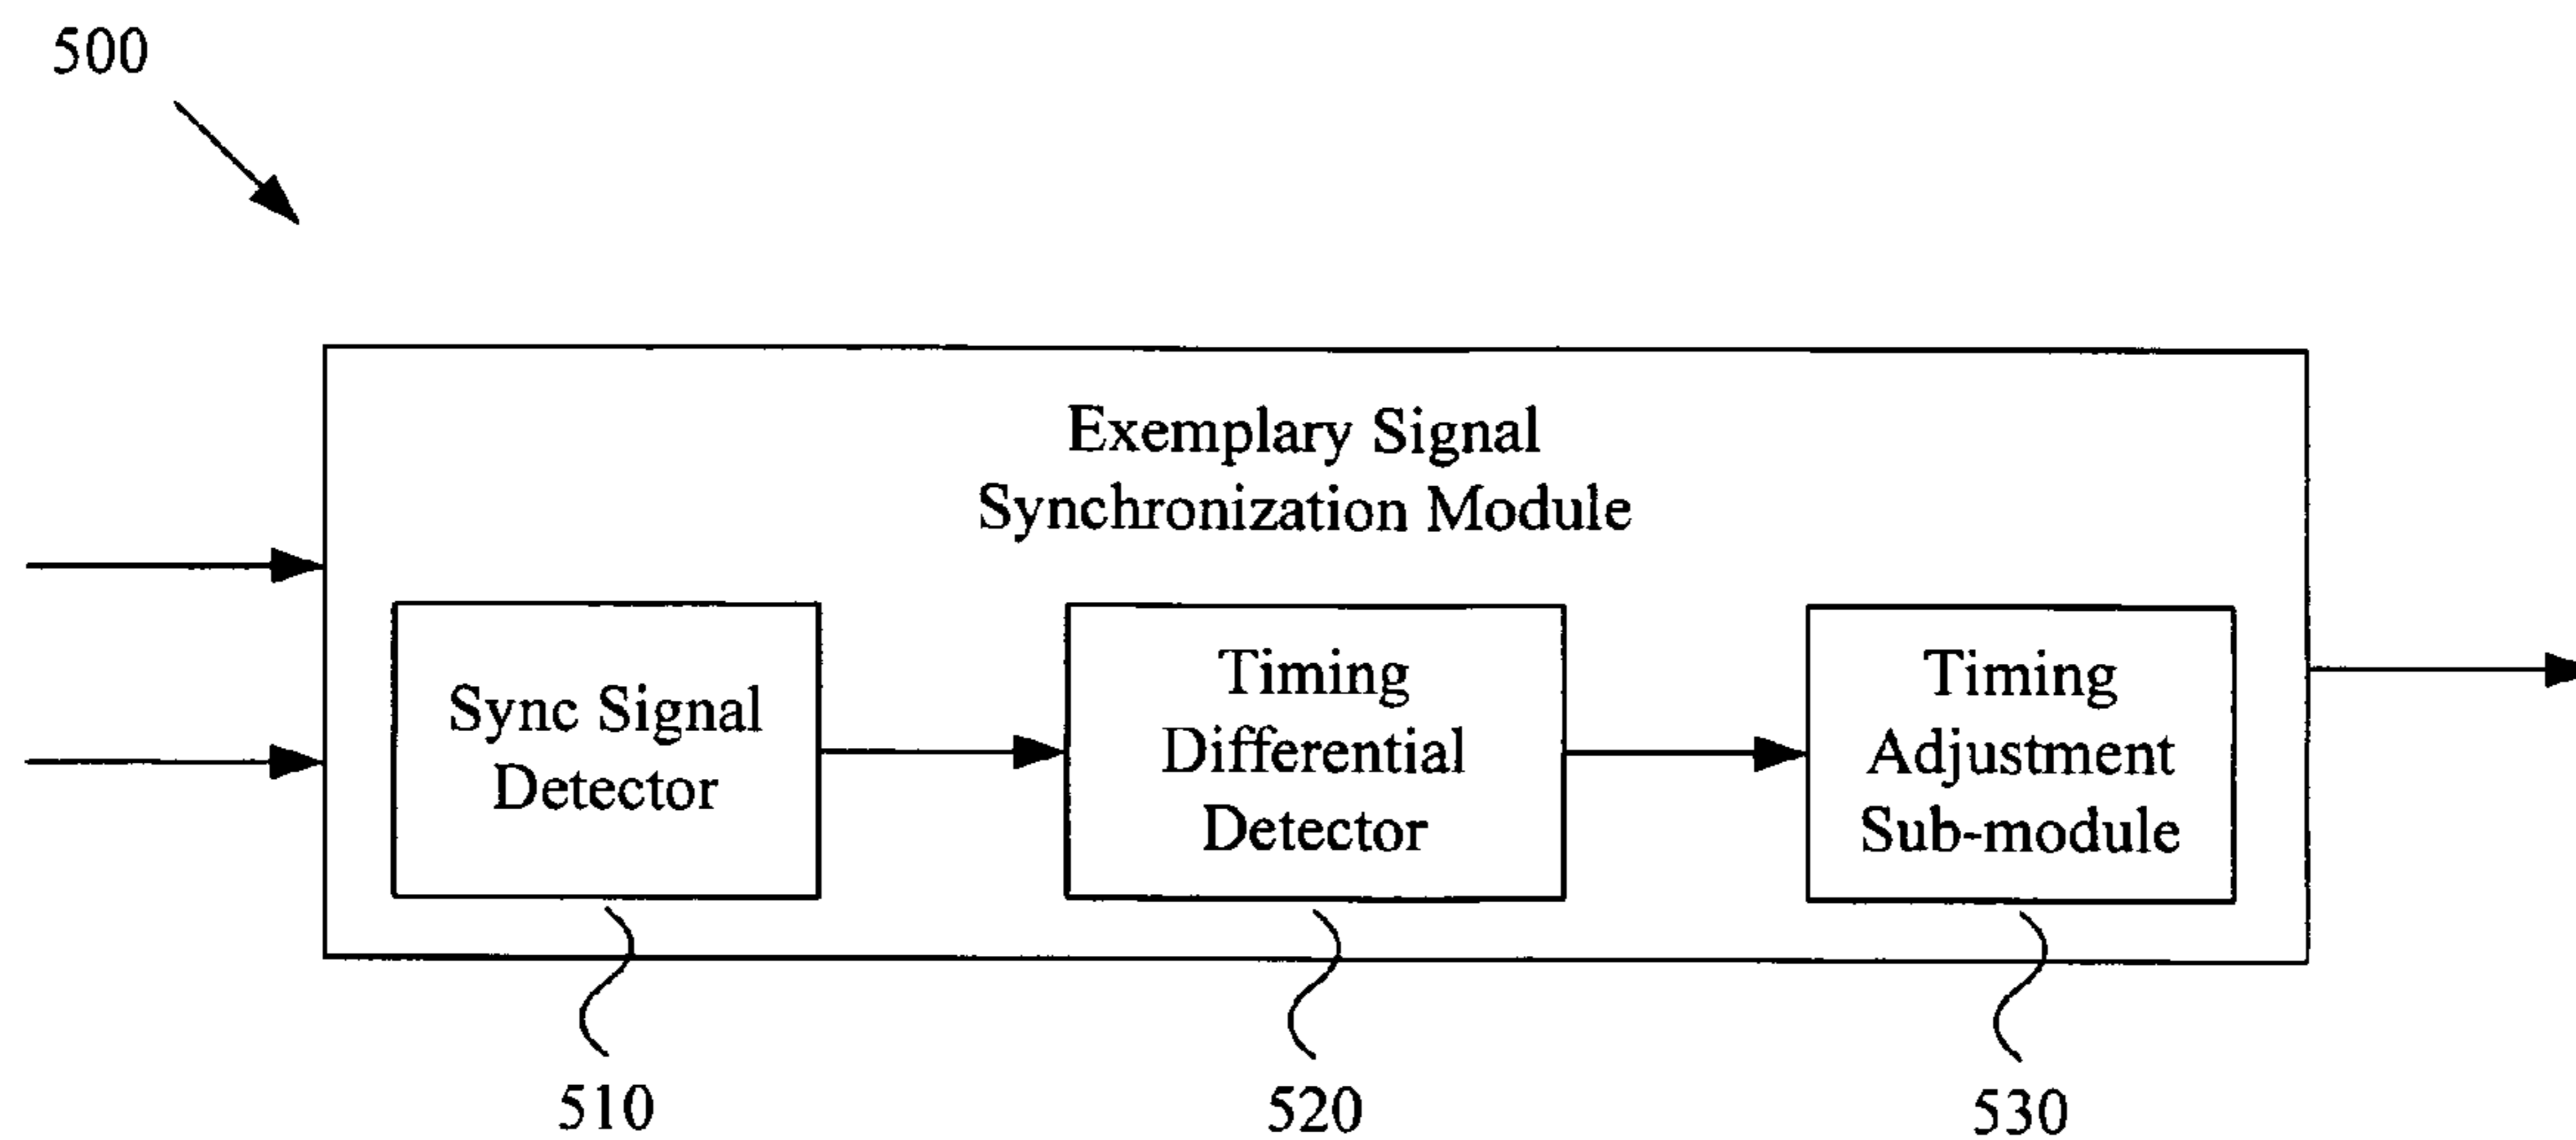 500
Exemplary Signal
Synchronization Module
Sync Signal
Detector
Timing
Differential
Detector
Timing
Adjustment
Sub-module
510
520
530